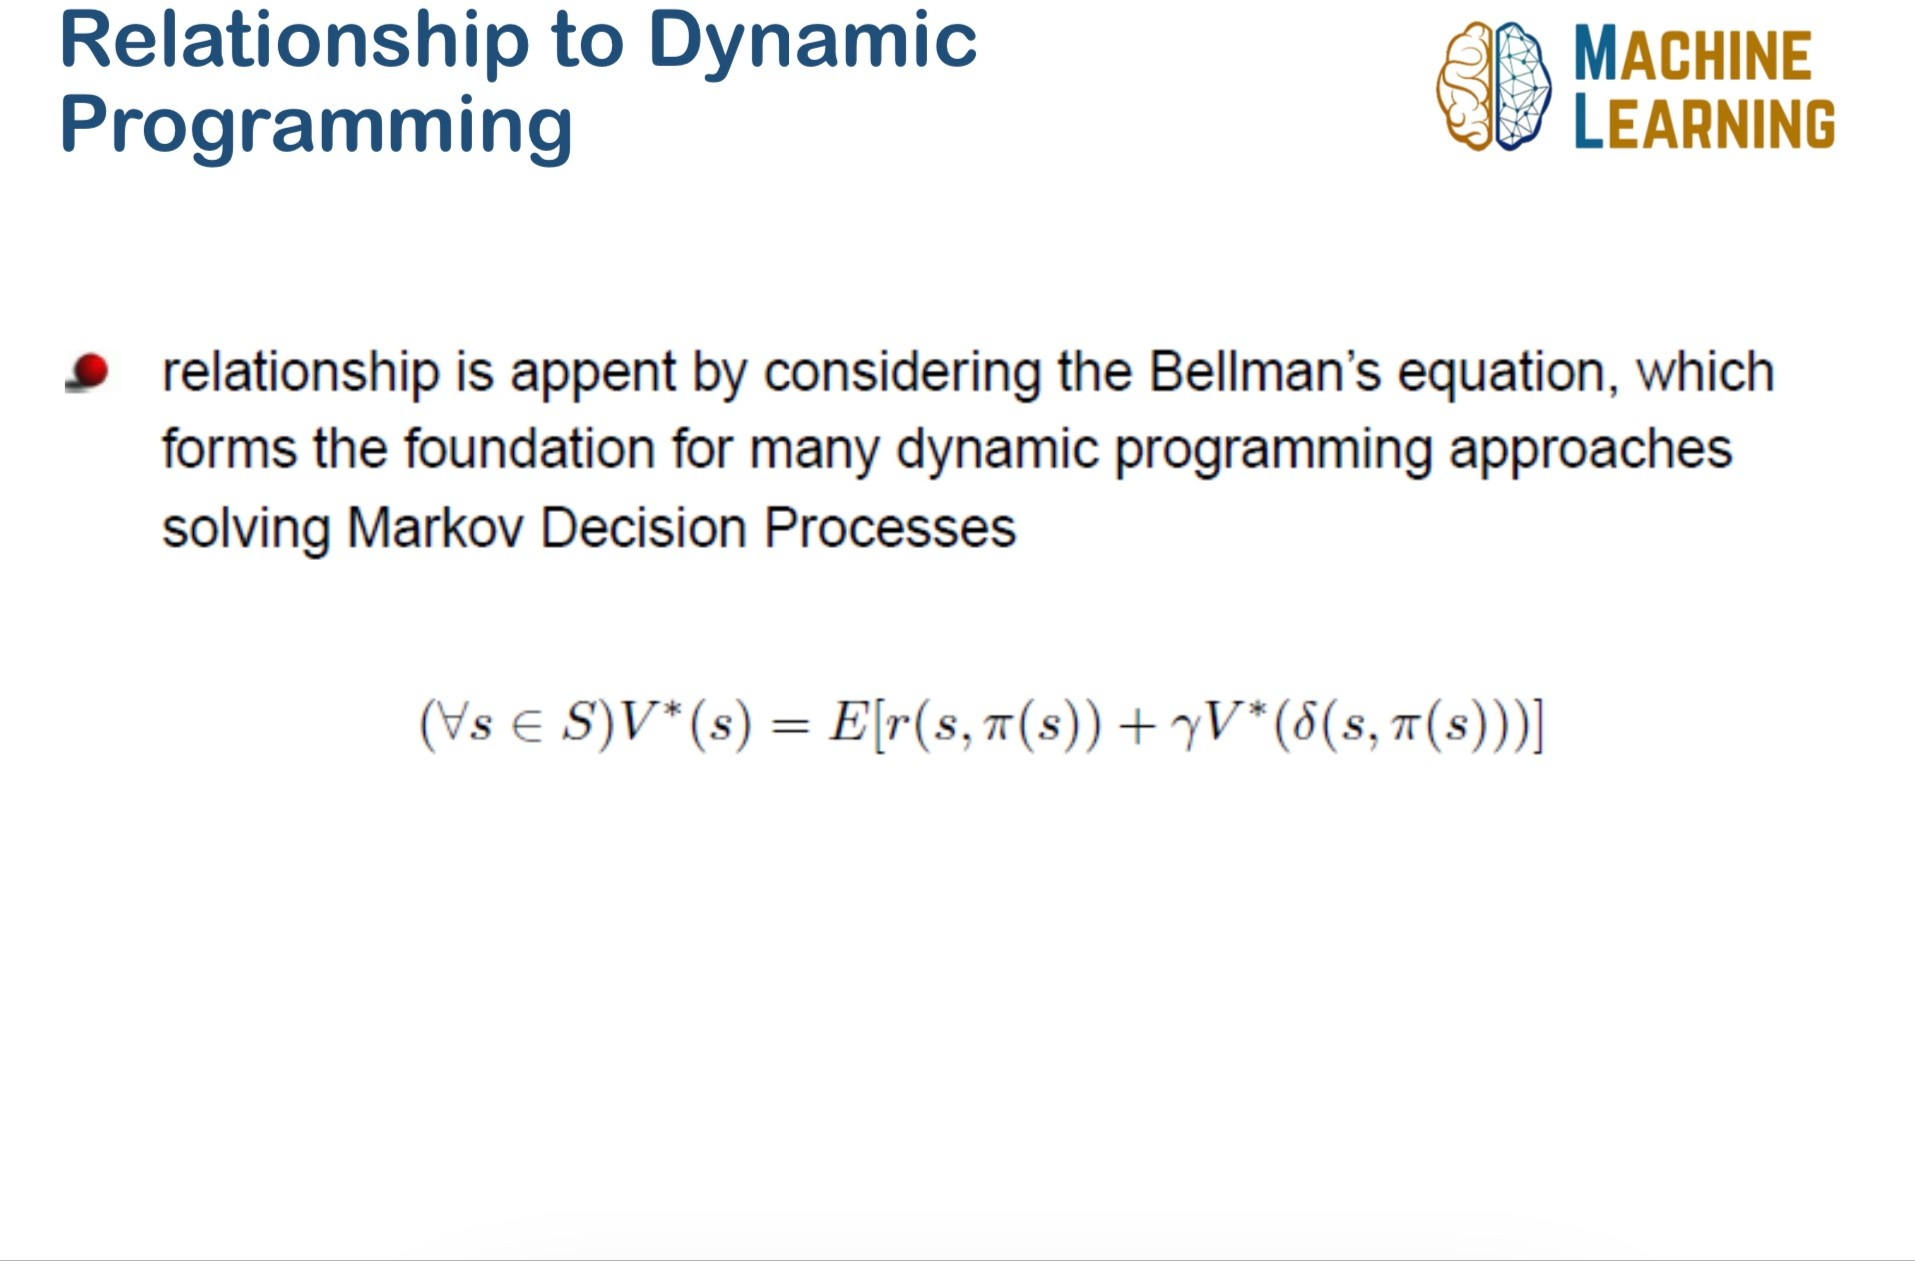 Relationship to Dynamic
Programming
MACHINE
LEARNING
relationship is appent by considering the Bellman's equation, which
forms the foundation for many dynamic programming approaches
solving Markov Decision Processes
(∀s ∈ S)V*(s) = E[r(s, π(s)) + γV*(δ(s, π(s)))]